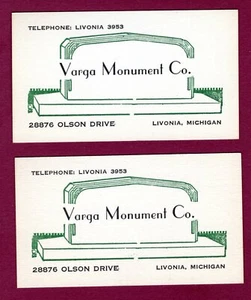 TELEPHONE: LIVONIA 3953
Varga Monument Co.
28876 OLSON DRIVE LIVONIA, MICHIGAN
TELEPHONE: LIVONIA 3953
Varga Monument Co.
28876 OLSON DRIVE LIVONIA, MICHIGAN